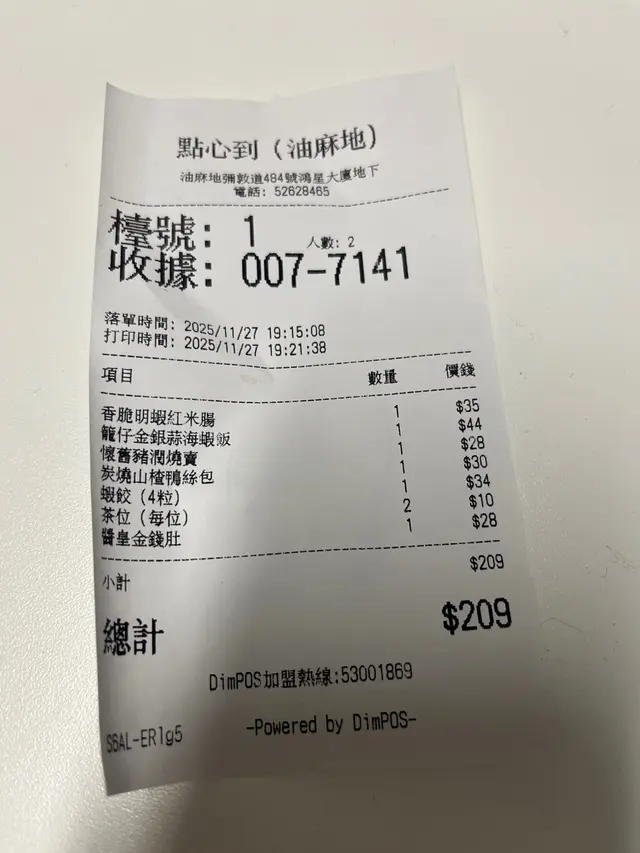 點心到（油麻地）
油麻地彌敦道484號鴻星大廈地下
電話: 52628465
檯號: 1 人數: 2
收據: 007-7141
落單時間: 2025/11/27 19:15:08
打印時間: 2025/11/27 19:21:38
項目 數量 價錢
香脆明蝦紅米腸 1 $35
籠仔金銀蒜海蝦飯 1 $44
懷舊豬潤燒賣 1 $28
炭燒山楂鴨絲包 1 $30
蝦餃（4粒） 1 $34
茶位（每位） 2 $10
醬皇金錢肚 1 $28
小計 $209
總計 $209
DimPOS加盟熱線:53001869
S6AL-ER1g5 -Powered by DimPOS-